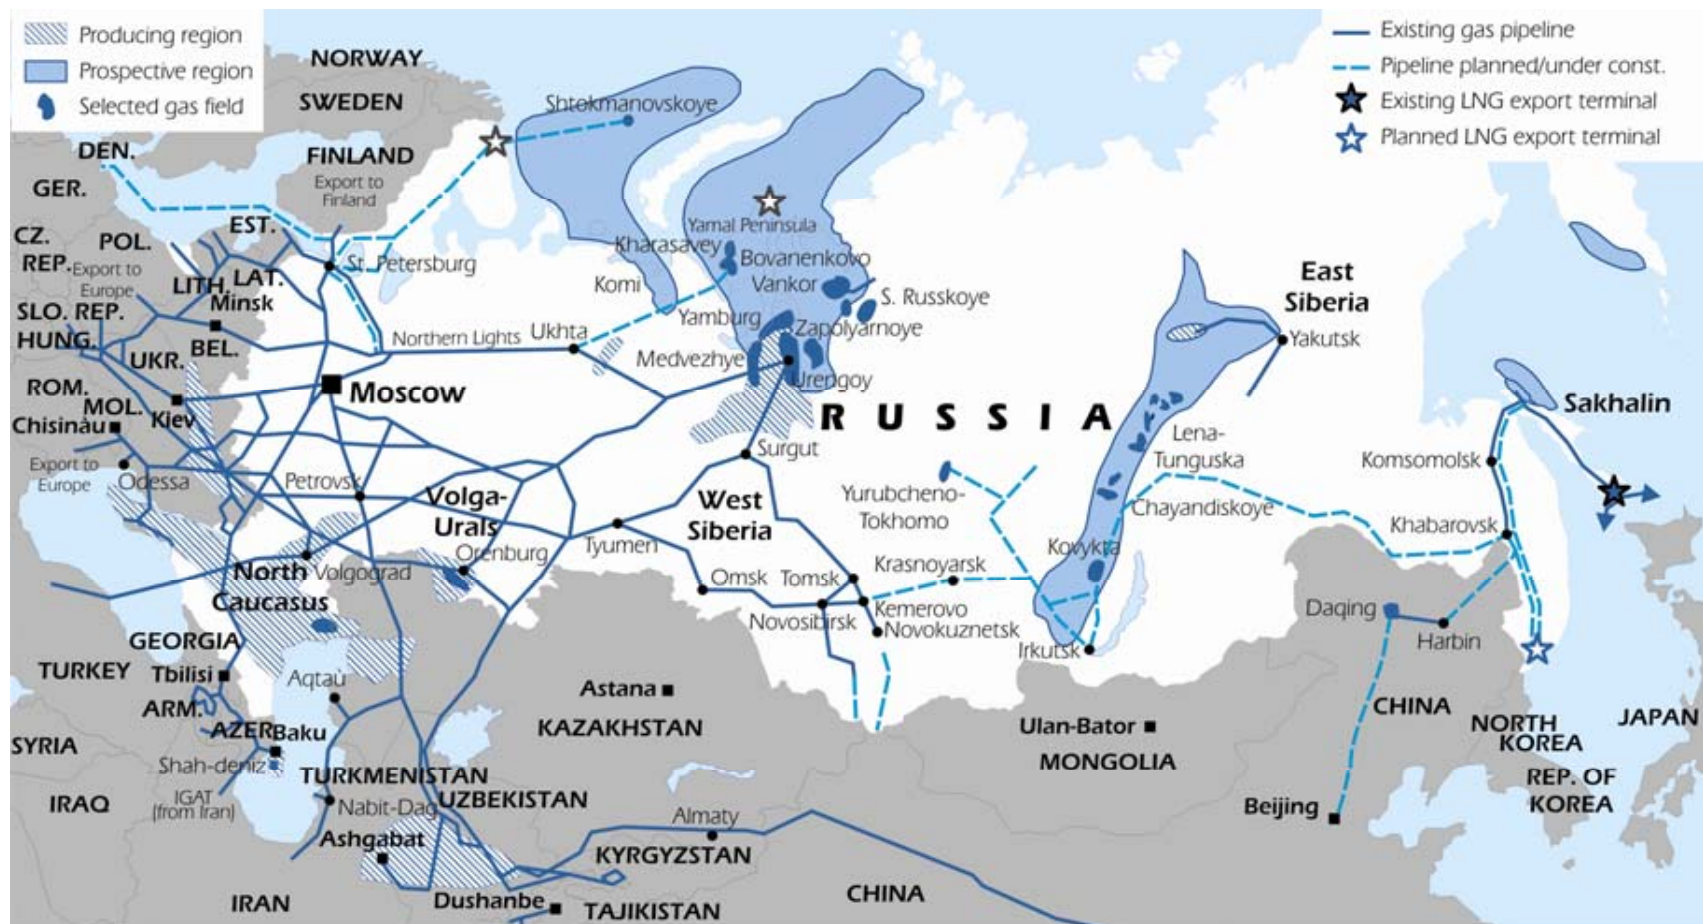 Producing region
Prospective region
Selected gas field
Existing gas pipeline
Pipeline planned/under const.
Existing LNG export terminal
Planned LNG export terminal
NORWAY
SWEDEN
FINLAND
Export to
Finland
DEN.
GER.
CZ.
REP.
POL.
EST.
LAT.
LITH.
Export to
Europe
SLO. REP.
HUNG.
Minsk
BEL.
UKR.
ROM.
MOL.
Chisinàu
Kiev
Export to
Europe
Odessa
Shtokmanovskoye
St. Petersburg
Komi
Northern Lights
Ukhta
Moscow
Yamal Peninsula
Kharasavey
Bovanenkovo
Vankor
S. Russkoye
Yamburg
Zapolyarnoye
Medvezhye
Urengoy
RUSSIA
Surgut
West
Siberia
Petrovsk
Volga-
Urals
Orenburg
Tyumen
Volgograd
North
Caucasus
Omsk
Tomsk
Novosibirsk
Kemerovo
Novokuznetsk
Krasnoyarsk
Yurubcheno-
Tokhomo
Kovykta
Irkutsk
Lena-
Tunguska
Chayandiskoye
East
Siberia
Yakutsk
Sakhalin
Komsomolsk
Khabarovsk
Daqing
Harbin
CHINA
NORTH
KOREA
JAPAN
REP. OF
KOREA
Beijing
GEORGIA
TURKEY
Tbilisi
ARM.
AZER.
Baku
SYRIA
Shah-deniz
IRAQ
IGAT
(from Iran)
Aqtaù
TURKMENISTAN
Nabit-Dag
UZBEKISTAN
Ashgabat
IRAN
Dushanbe
TAJIKISTAN
Astana
KAZAKHSTAN
Almaty
KYRGYZSTAN
CHINA
Ulan-Bator
MONGOLIA